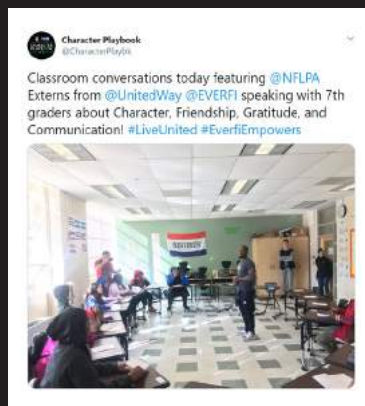 Character Playbook
@CharacterPlaybk
Classroom conversations today featuring @NFLPA
Externs from @UnitedWay @EVERFI speaking with 7th
graders about Character, Friendship, Gratitude, and
Communication! #LiveUnited #EverfiEmpowers